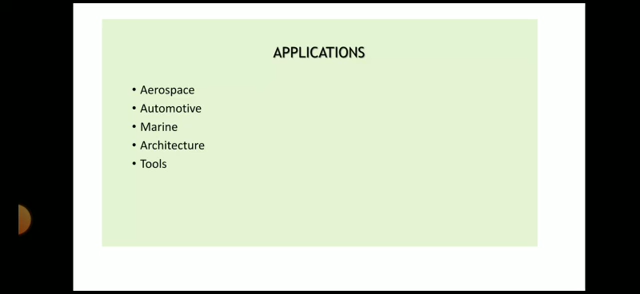 APPLICATIONS
• Aerospace
• Automotive
• Marine
• Architecture
• Tools